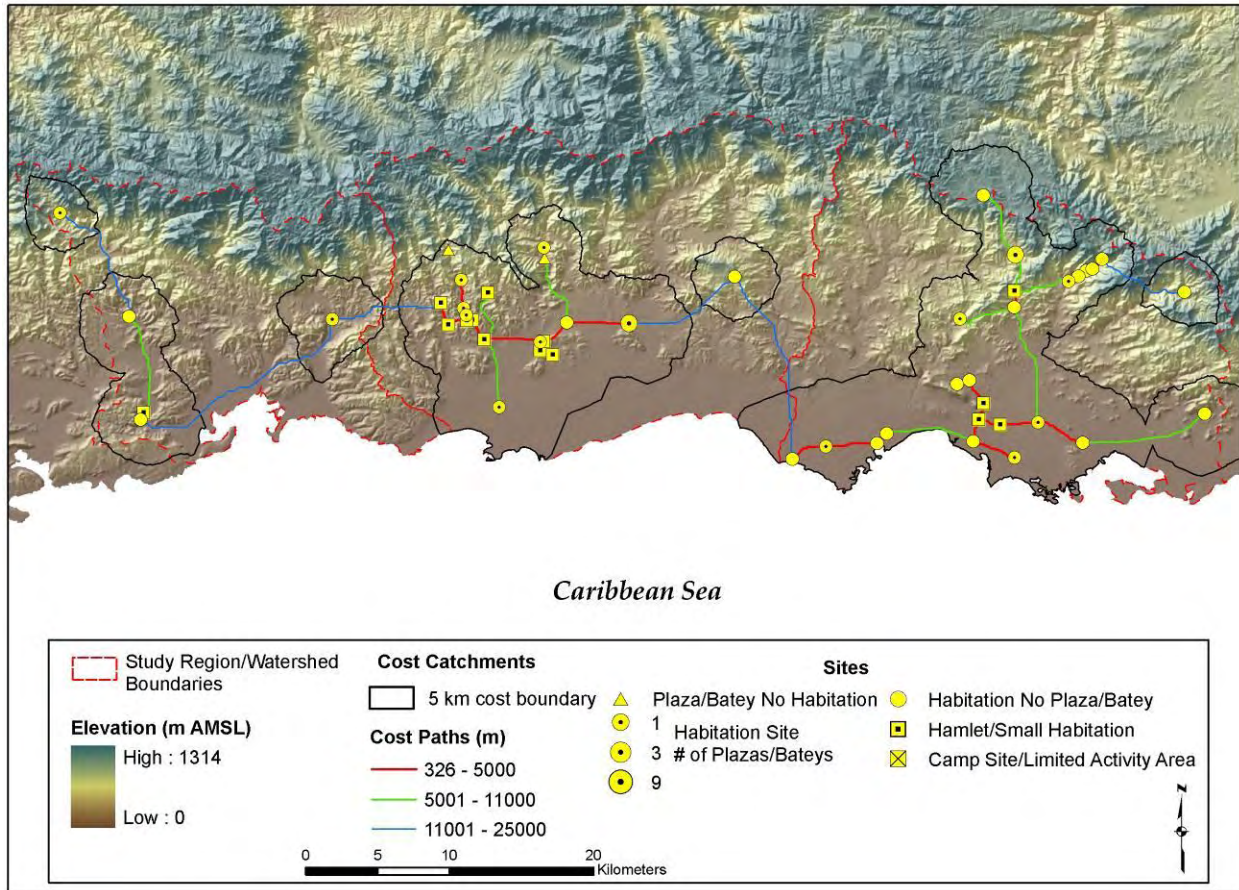 Caribbean Sea
Study Region/Watershed
Boundaries
Elevation (m AMSL)
High : 1314
Low : 0
Cost Catchments
5 km cost boundary
Cost Paths (m)
326 - 5000
5001 - 11000
11001 - 25000
Sites
Plaza/Batey No Habitation
1
Habitation Site
3
# of Plazas/Bateys
9
Habitation No Plaza/Batey
Hamlet/Small Habitation
Camp Site/Limited Activity Area
0 5 10 20
Kilometers
N